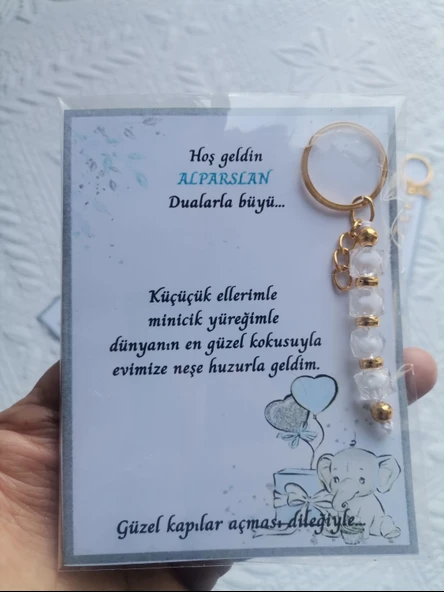 Hoş geldin
ALPARSLAN
Dualarla büyü...
Küçüçük ellerimle
minicik yüreğimle
dünyanın en güzel kokusuyla
evimize neşe huzurla geldim.
Güzel kapılar açması dileğiyle...